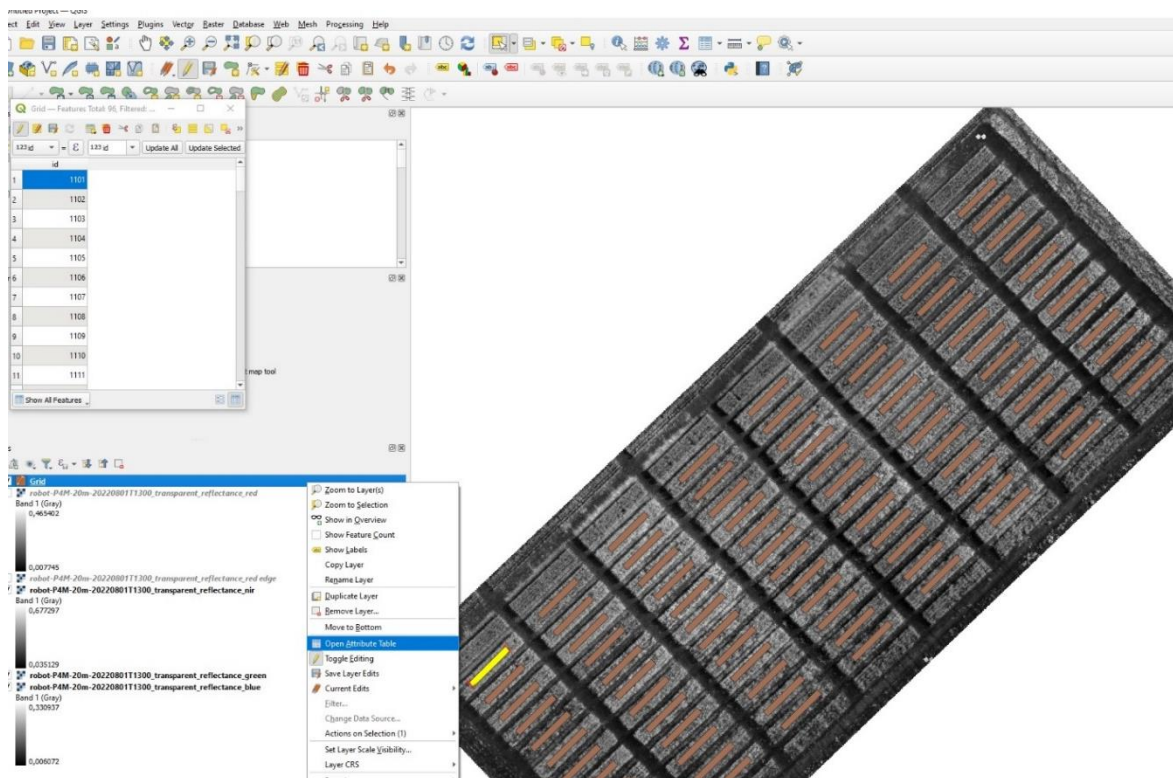 Untitled Project — QGIS
ect Edit View Layer Settings Plugins Vector Raster Database Web Mesh Processing Help
Grid — Features Total: 96, Filtered: ...
123 id = ε 123 id Update All Update Selected
id
1 1101
2 1102
3 1103
4 1104
5 1105
6 1106
7 1107
8 1108
9 1109
10 1110
11 1111
map tool
Show All Features
Grid
robot-P4M-20m-20220801T1300_transparent_reflectance_red
Band 1 (Gray)
0,465402
0,007745
robot-P4M-20m-20220801T1300_transparent_reflectance_red edge
robot-P4M-20m-20220801T1300_transparent_reflectance_nir
Band 1 (Gray)
0,677297
0,035129
robot-P4M-20m-20220801T1300_transparent_reflectance_green
robot-P4M-20m-20220801T1300_transparent_reflectance_blue
Band 1 (Gray)
0,330937
0,006072
Zoom to Layer(s)
Zoom to Selection
Show in Overview
Show Feature Count
Show Labels
Copy Layer
Rename Layer
Duplicate Layer
Remove Layer...
Move to Bottom
Open Attribute Table
Toggle Editing
Save Layer Edits
Current Edits
Filter...
Change Data Source...
Actions on Selection (1)
Set Layer Scale Visibility...
Layer CRS